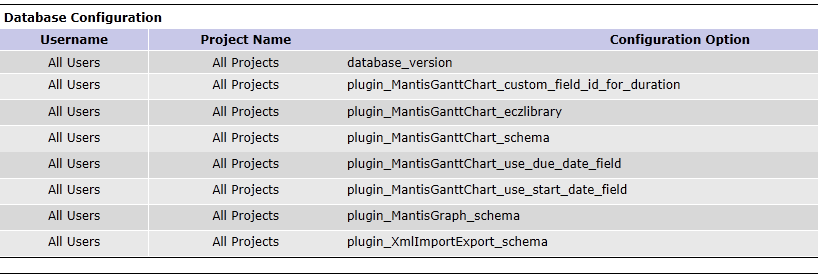 Database Configuration
Username Project Name Configuration Option
All Users All Projects database_version
All Users All Projects plugin_MantisGanttChart_custom_field_id_for_duration
All Users All Projects plugin_MantisGanttChart_eczlibrary
All Users All Projects plugin_MantisGanttChart_schema
All Users All Projects plugin_MantisGanttChart_use_due_date_field
All Users All Projects plugin_MantisGanttChart_use_start_date_field
All Users All Projects plugin_MantisGraph_schema
All Users All Projects plugin_XmlImportExport_schema